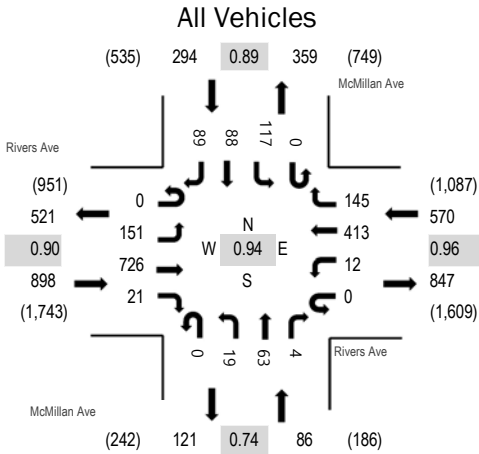 All Vehicles
(535) 294 0.89 359 (749)
McMillan Ave
89 88 117 0
Rivers Ave
(951)
521
0.90
898
(1,743)
0
151
726
21
N
W 0.94 E
S
145
413
12
0
(1,087)
570
0.96
847
(1,609)
0 19 63 4
Rivers Ave
McMillan Ave
(242) 121 0.74 86 (186)